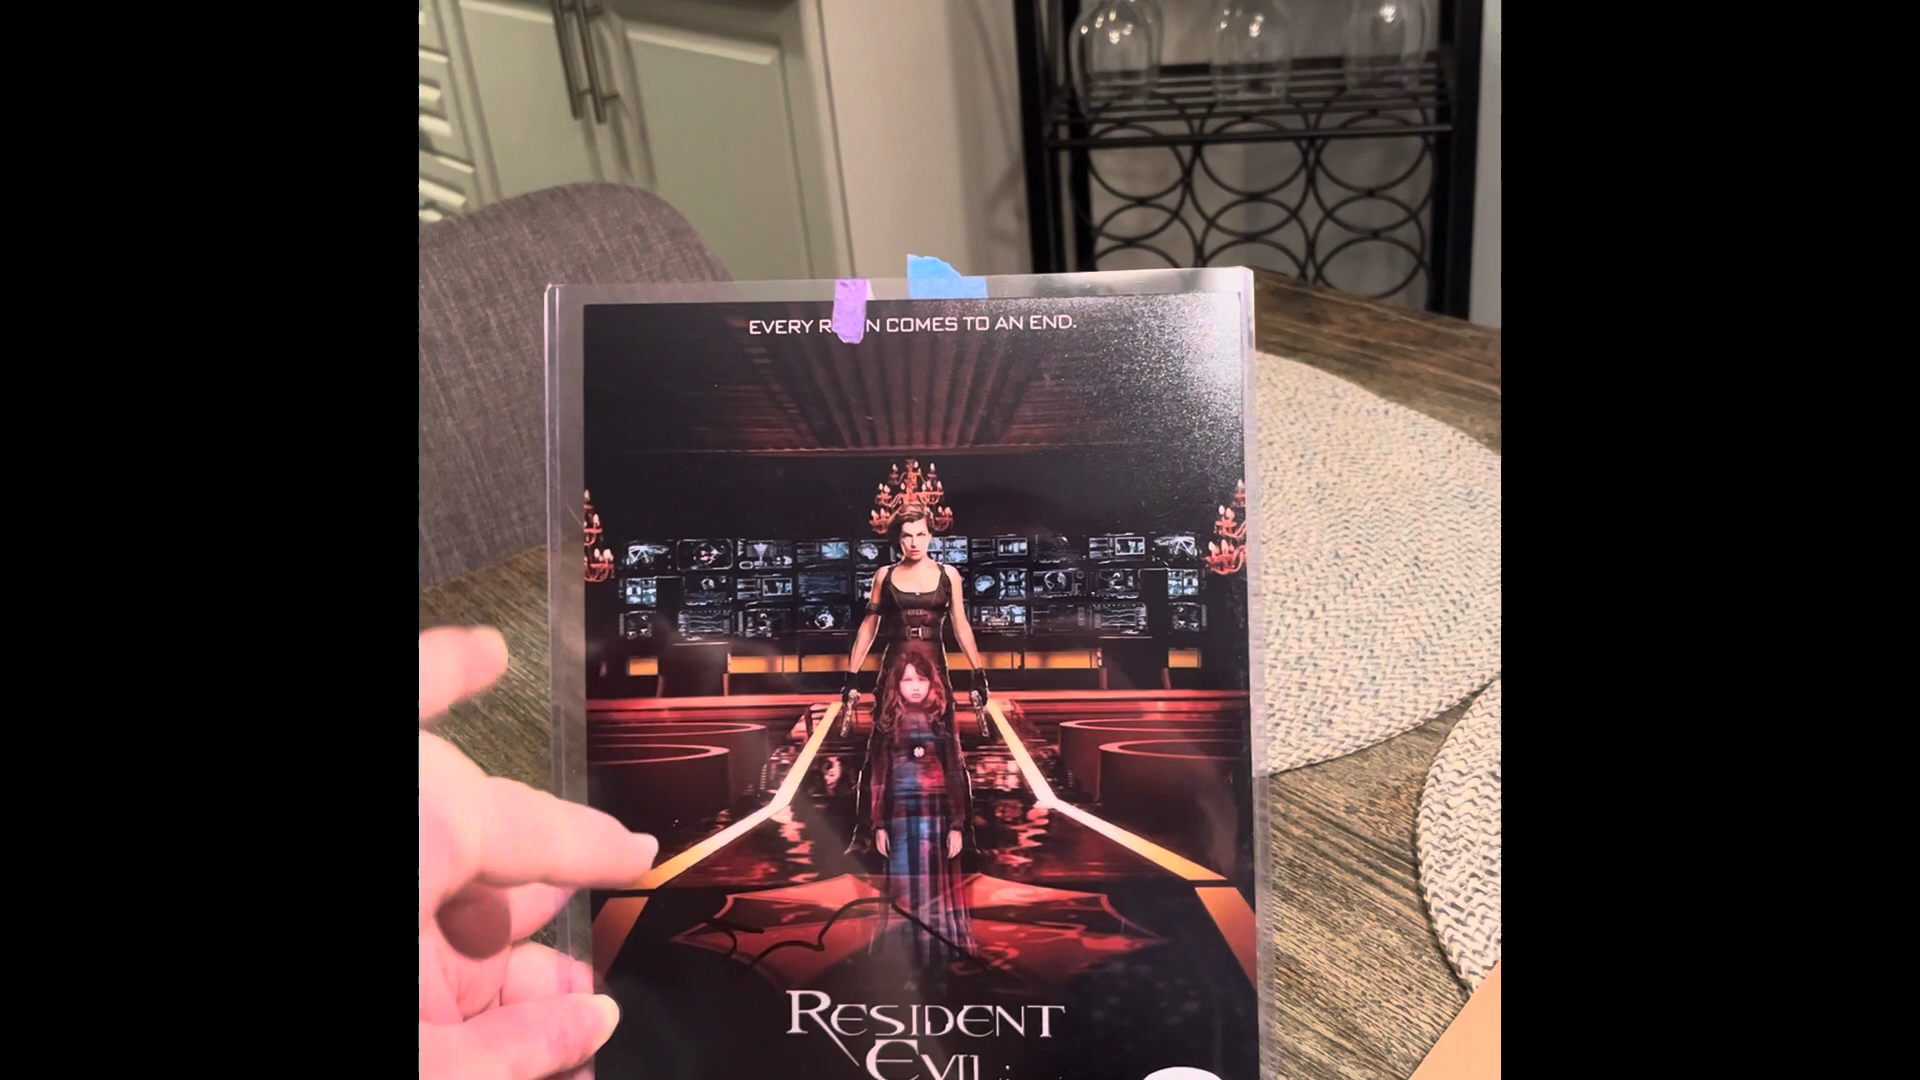 EVERY R N COMES TO AN END.
RESIDENT
EVIL